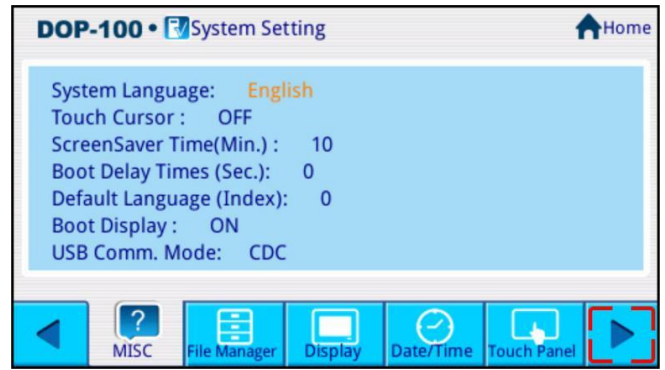 DOP-100 • System Setting
Home
System Language: English
Touch Cursor : OFF
ScreenSaver Time(Min.) : 10
Boot Delay Times (Sec.): 0
Default Language (Index): 0
Boot Display : ON
USB Comm. Mode: CDC
? MISC File Manager Display Date/Time Touch Panel